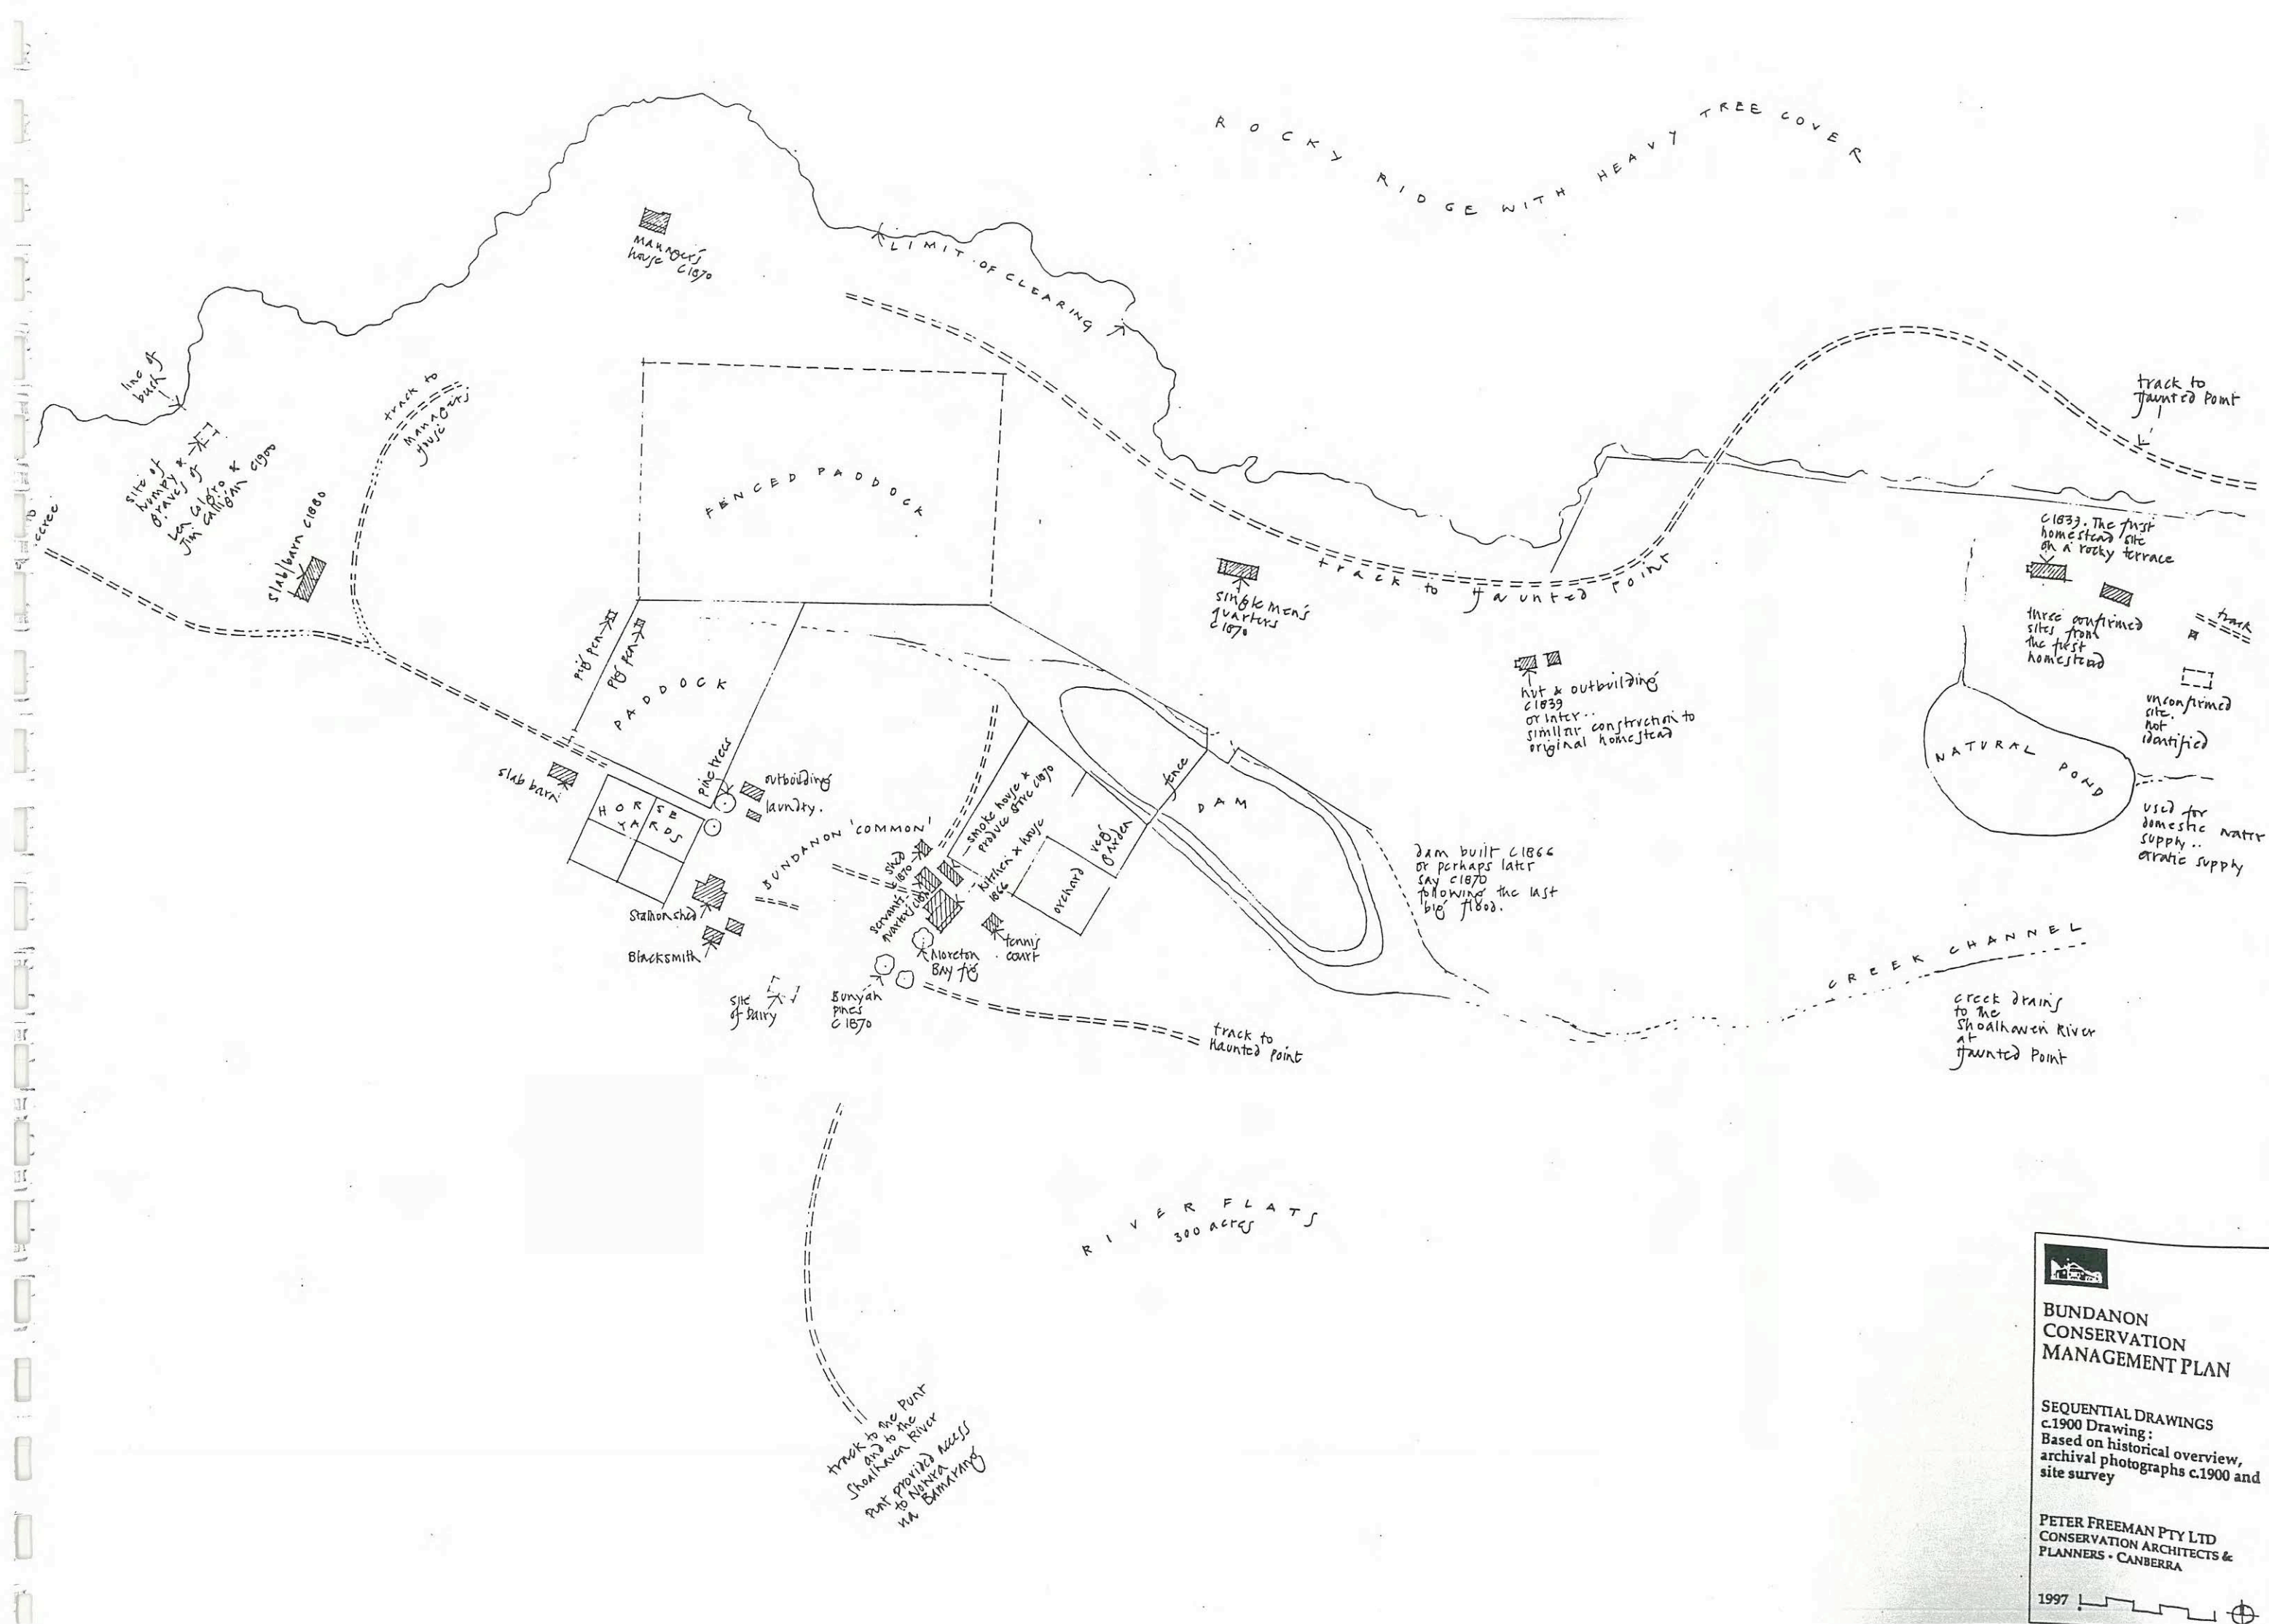 ROCKY RIDGE WITH HEAVY TREE COVER
manager's
house c1870
LIMIT OF CLEARING
line of
bush
track to
manager's
house
site of
humpy &
graves of
Len &
Jim c1900
slab barn c1880
FENCED PADDOCK
track to
Haunted Point
c1833. The first
homestead site
on a rocky terrace
three confirmed
sites from
the first
homestead
track
unconfirmed
site.
not
identified
single men's
quarters
c1870
track to Haunted Point
hut & outbuilding
c1839
or later..
similar construction to
original homestead
NATURAL POND
used for
domestic water
supply..
erratic supply
pig pen
pig pen
PADDOCK
pine trees
slab barn
HORSE
YARDS
outbuilding
laundry.
BUNDANON 'COMMON'
shed
c1870
servants
quarters
smoke house &
produce store c1870
kitchen & house
1866
veg.
garden
fence
orchard
DAM
dam built c1866
or perhaps later
say c1870
following the last
big flood.
stallion shed
Blacksmith
site
of dairy
Bunyah
pines
c1870
Moreton
BAY fig
tennis
court
track to
Haunted Point
CREEK CHANNEL
creek drains
to the
Shoalhaven River
at
Haunted Point
RIVER FLATS
300 acres
track to the Punt
and to the
Shoalhaven River
punt provided access
to Nowra
via Bamarang
BUNDANON
CONSERVATION
MANAGEMENT PLAN
SEQUENTIAL DRAWINGS
c.1900 Drawing:
Based on historical overview,
archival photographs c.1900 and
site survey
PETER FREEMAN PTY LTD
CONSERVATION ARCHITECTS &
PLANNERS • CANBERRA
1997